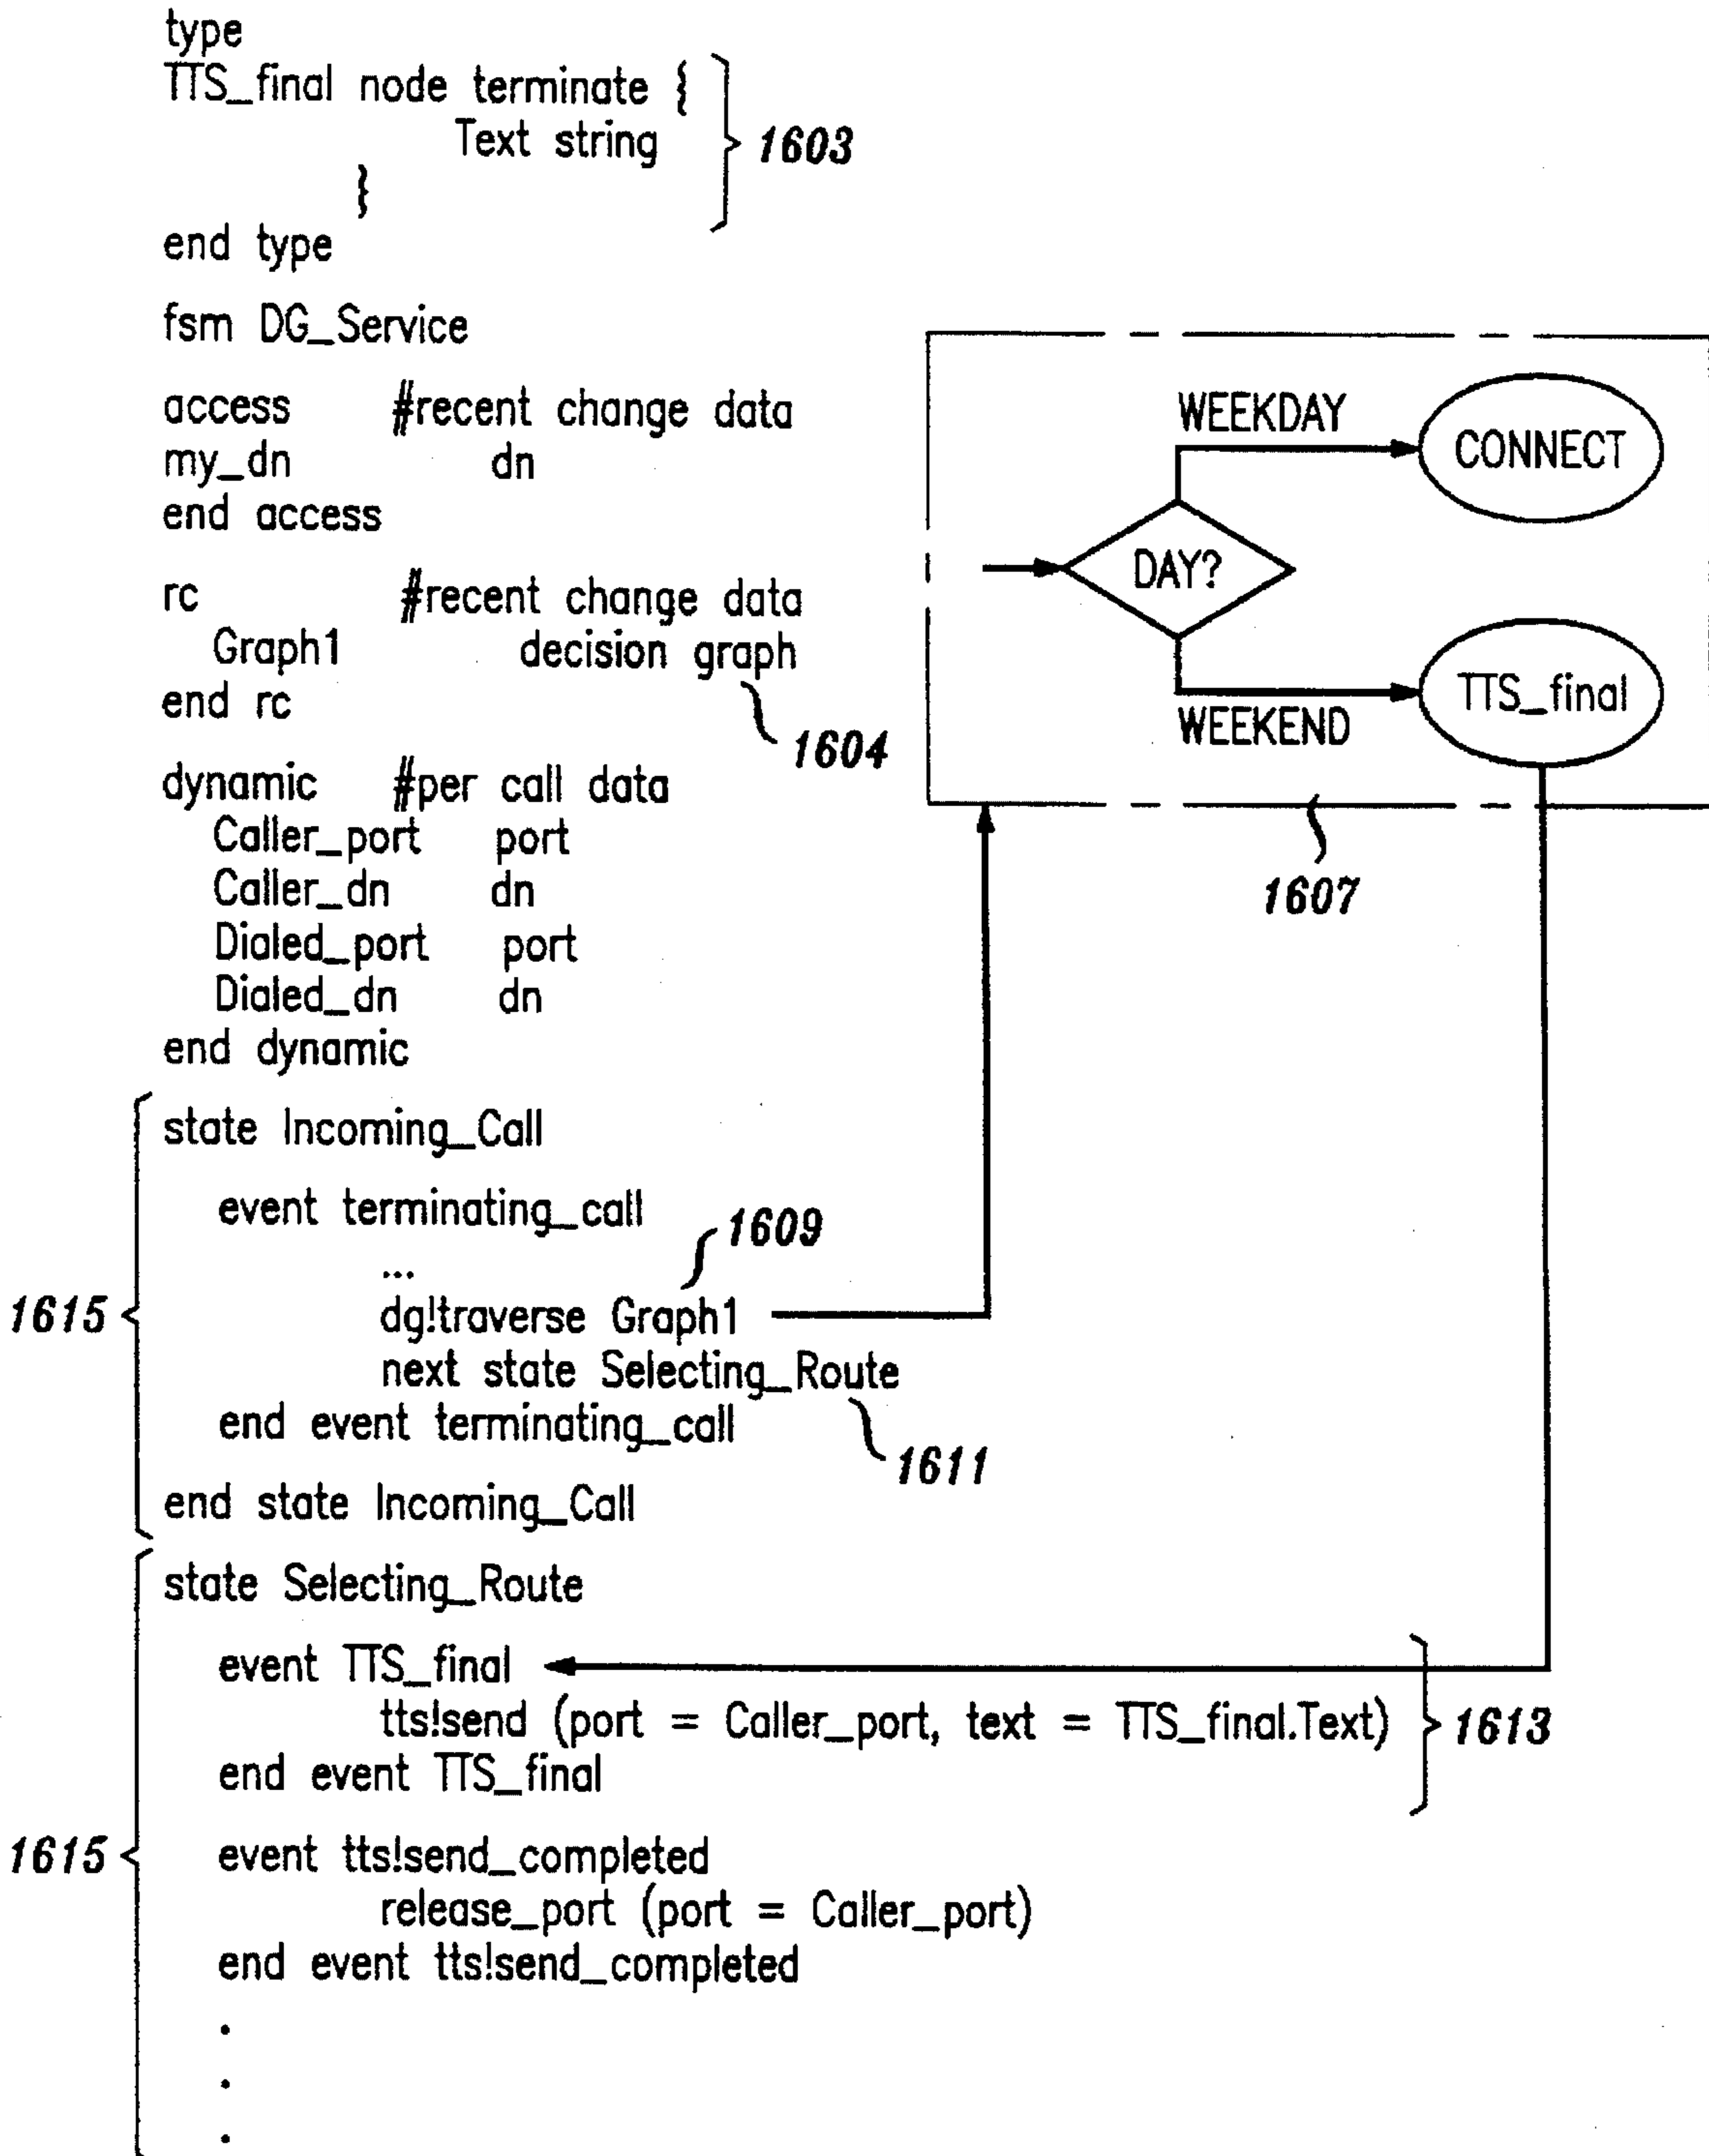 type
TTS_final node terminate {
Text string
}
1603
end type
fsm DG_Service
access #recent change data
my_dn dn
end access
rc #recent change data
Graph1 decision graph
end rc
1604
WEEKDAY
CONNECT
DAY?
TTS_final
WEEKEND
1607
dynamic #per call data
Caller_port port
Caller_dn dn
Dialed_port port
Dialed_dn dn
end dynamic
state Incoming_Call
event terminating_call
1609
...
1615
dg!traverse Graph1
next state Selecting_Route
end event terminating_call
1611
end state Incoming_Call
state Selecting_Route
event TTS_final
tts!send (port = Caller_port, text = TTS_final.Text)
1613
end event TTS_final
1615
event tts!send_completed
release_port (port = Caller_port)
end event tts!send_completed
.
.
.